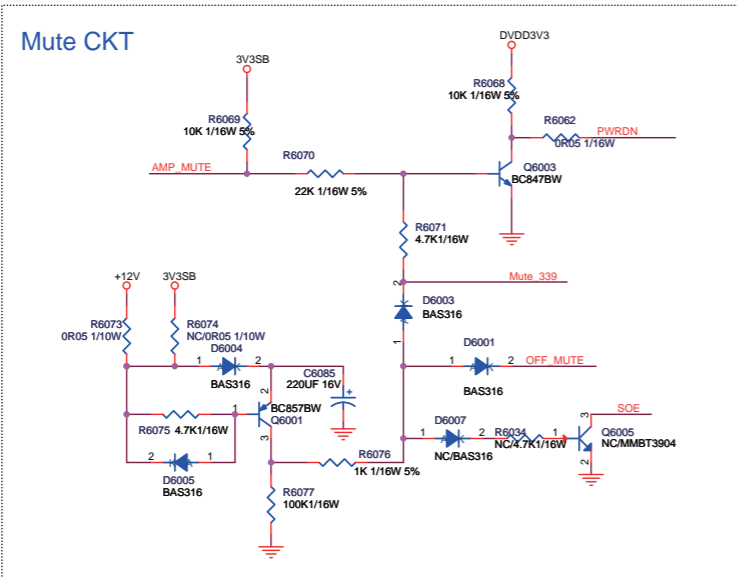 Mute CKT
DVDD3V3
3V3SB
R6068
10K 1/16W 5%
R6069
10K 1/16W 5%
R6062
PWRDN
0R05 1/16W
R6070
AMP_MUTE
Q6003
BC847BW
22K 1/16W 5%
R6071
4.7K1/16W
+12V
3V3SB
2
Mute_339
D6003
BAS316
R6073
0R05 1/10W
R6074
NC/0R05 1/10W
D6004
1
D6001
1 2
C6085
220UF 16V
1 2
OFF_MUTE
BAS316
2
BAS316
BC857BW
1
Q6001
SOE
R6075 4.7K1/16W
3
D6007
R6034
3
1 2
1
Q6005
NC/MMBT3904
R6076
NC/BAS316
NC/4.7K1/16W
2 1
2
D6005
BAS316
1K 1/16W 5%
R6077
100K1/16W